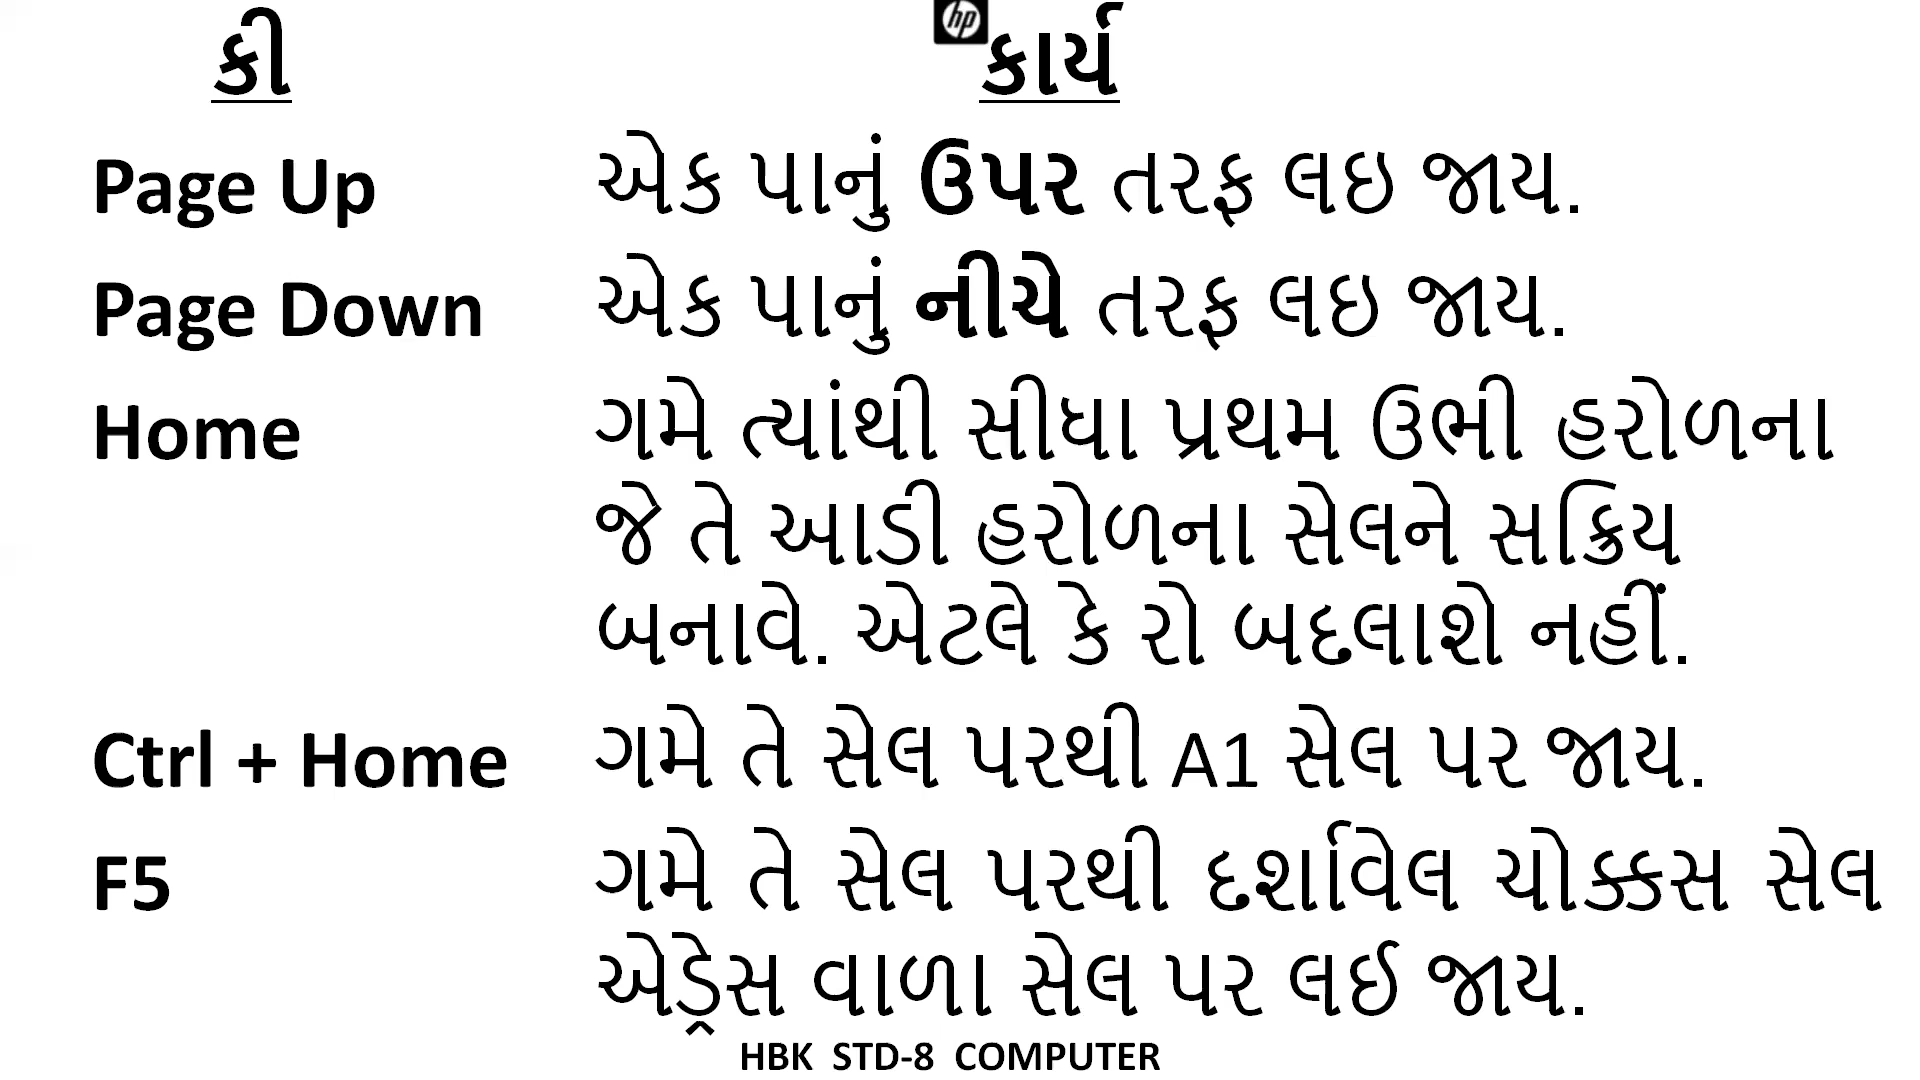 hp
કી કાર્ય
Page Up એક પાનું ઉપર તરફ લઇ જાય.
Page Down એક પાનું નીચે તરફ લઇ જાય.
Home ગમે ત્યાંથી સીધા પ્રથમ ઉભી હરોળના
જે તે આડી હરોળના સેલને સક્રિય
બનાવે. એટલે કે રો બદલાશે નહીં.
Ctrl + Home ગમે તે સેલ પરથી A1 સેલ પર જાય.
F5 ગમે તે સેલ પરથી દર્શાવેલ ચોક્કસ સેલ
એડ્રેસ વાળા સેલ પર લઈ જાય.
HBK STD-8 COMPUTER